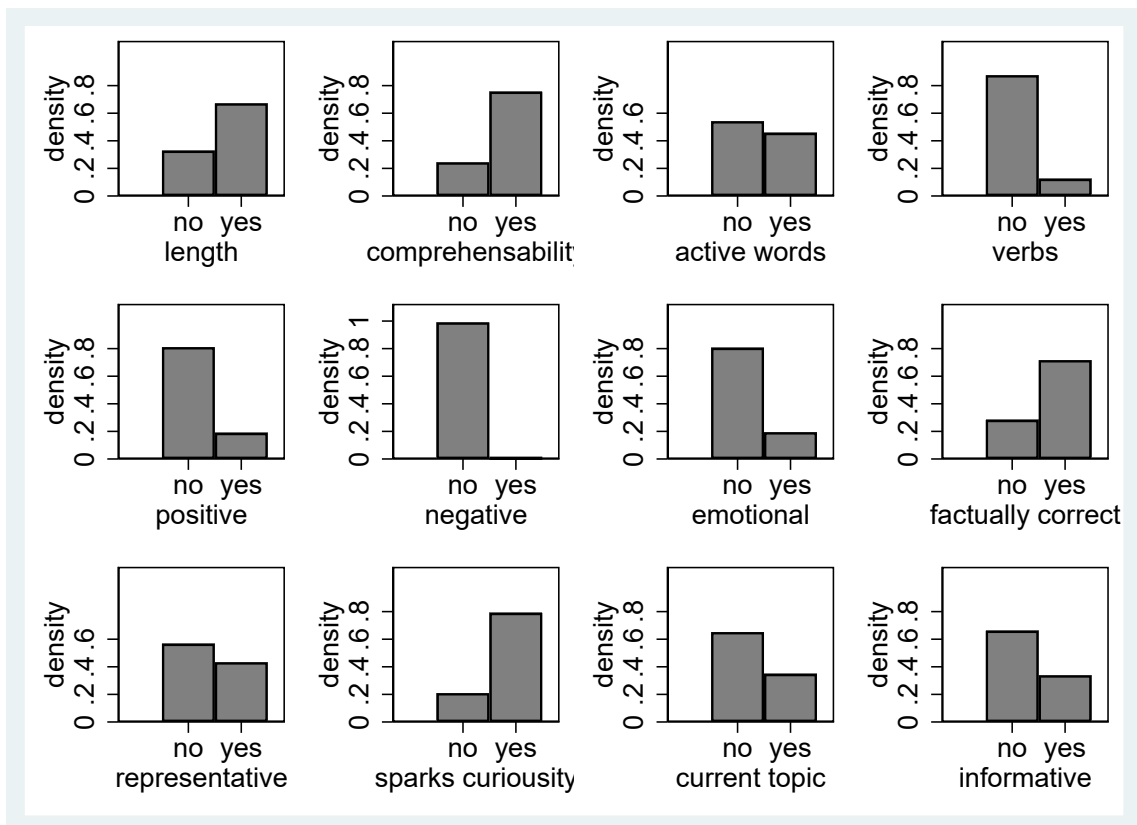 density
0 .2 .4 .6 .8
no yes
length
density
0 .2 .4 .6 .8
no yes
comprehensability
density
0 .2 .4 .6
no yes
active words
density
0 .2 .4 .6 .8
no yes
verbs
density
0 .2 .4 .6 .8
no yes
positive
density
0 .2 .4 .6 .8 1
no yes
negative
density
0 .2 .4 .6 .8
no yes
emotional
density
0 .2 .4 .6 .8
no yes
factually correct
density
0 .2 .4 .6
no yes
representative
density
0 .2 .4 .6 .8
no yes
sparks curiousity
density
0 .2 .4 .6 .8
no yes
current topic
density
0 .2 .4 .6 .8
no yes
informative